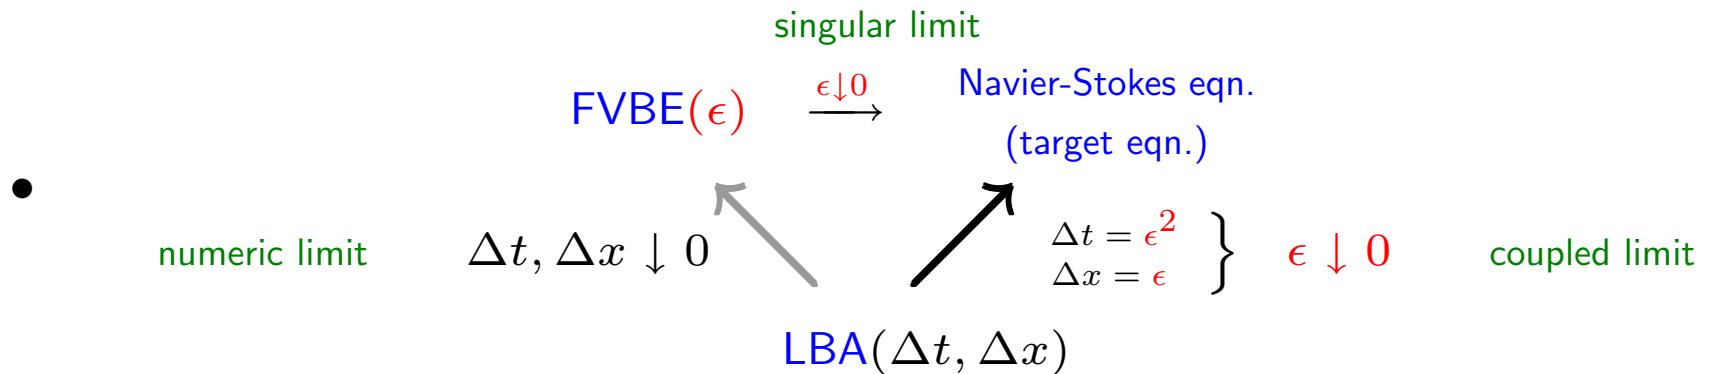 singular limit
FVBE(ϵ) ϵ↓0 ⟶ Navier-Stokes eqn.
(target eqn.)
•
numeric limit Δt, Δx ↓ 0
Δt = ϵ²
Δx = ϵ
} ϵ ↓ 0 coupled limit
LBA(Δt, Δx)